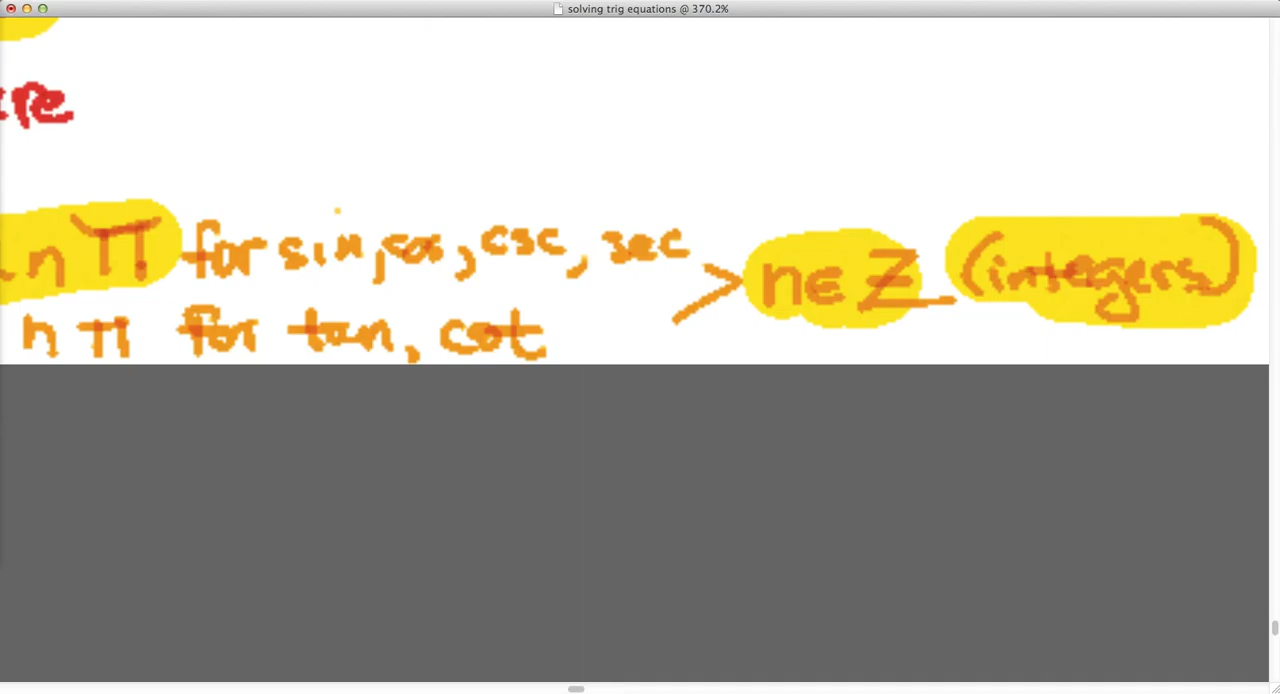 solving trig equations @ 370.2%
nπ for sin, cos, csc, sec
n ∈ Z (integers)
nπ for tan, cot